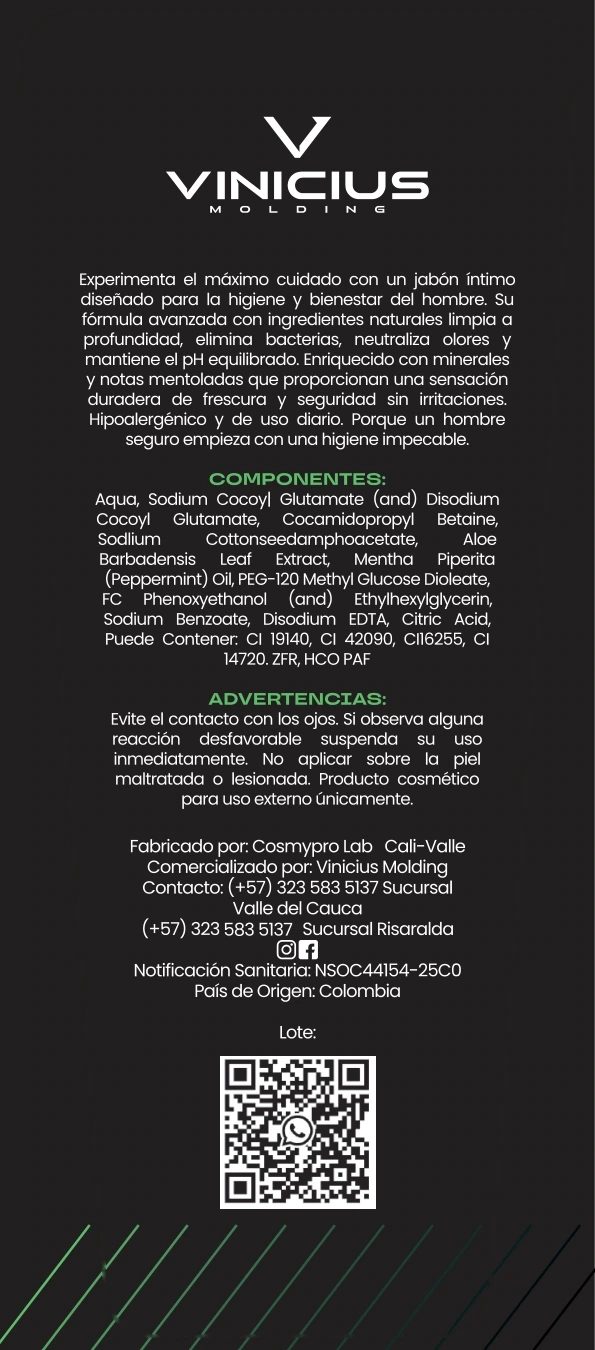 VINICIUS
MOLDING
Experimenta el máximo cuidado con un jabón íntimo
diseñado para la higiene y bienestar del hombre. Su
fórmula avanzada con ingredientes naturales limpia a
profundidad, elimina bacterias, neutraliza olores y
mantiene el pH equilibrado. Enriquecido con minerales
y notas mentoladas que proporcionan una sensación
duradera de frescura y seguridad sin irritaciones.
Hipoalergénico y de uso diario. Porque un hombre
seguro empieza con una higiene impecable.
COMPONENTES:
Aqua, Sodium Cocoy| Glutamate (and) Disodium
Cocoyl Glutamate, Cocamidopropyl Betaine,
Sodlium Cottonseedamphoacetate, Aloe
Barbadensis Leaf Extract, Mentha Piperita
(Peppermint) Oil, PEG-120 Methyl Glucose Dioleate,
FC Phenoxyethanol (and) Ethylhexylglycerin,
Sodium Benzoate, Disodium EDTA, Citric Acid,
Puede Contener: CI 19140, CI 42090, CI16255, CI
14720. ZFR, HCO PAF
ADVERTENCIAS:
Evite el contacto con los ojos. Si observa alguna
reacción desfavorable suspenda su uso
inmediatamente. No aplicar sobre la piel
maltratada o lesionada. Producto cosmético
para uso externo únicamente.
Fabricado por: Cosmypro Lab Cali-Valle
Comercializado por: Vinicius Molding
Contacto: (+57) 323 583 5137 Sucursal
Valle del Cauca
(+57) 323 583 5137 Sucursal Risaralda
Notificación Sanitaria: NSOC44154-25C0
País de Origen: Colombia
Lote: